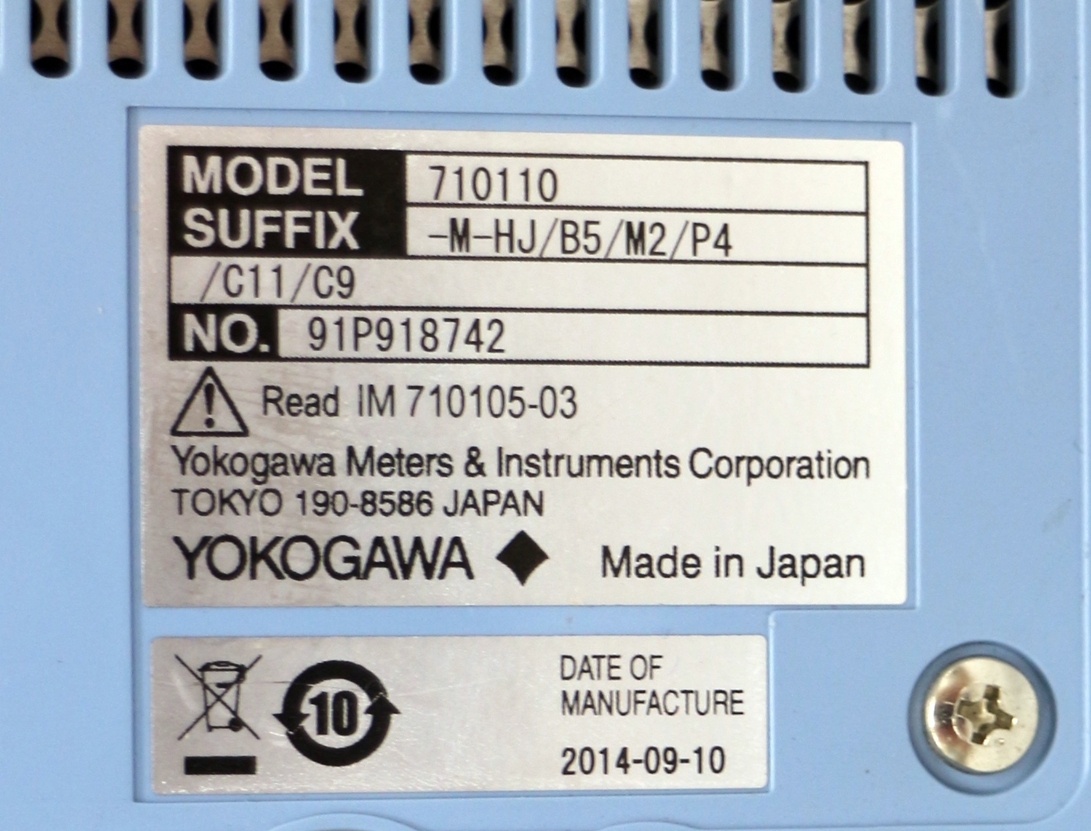 MODEL 710110
SUFFIX -M-HJ/B5/M2/P4
/C11/C9
NO. 91P918742
Read IM 710105-03
Yokogawa Meters & Instruments Corporation
TOKYO 190-8586 JAPAN
YOKOGAWA Made in Japan
10
DATE OF
MANUFACTURE
2014-09-10